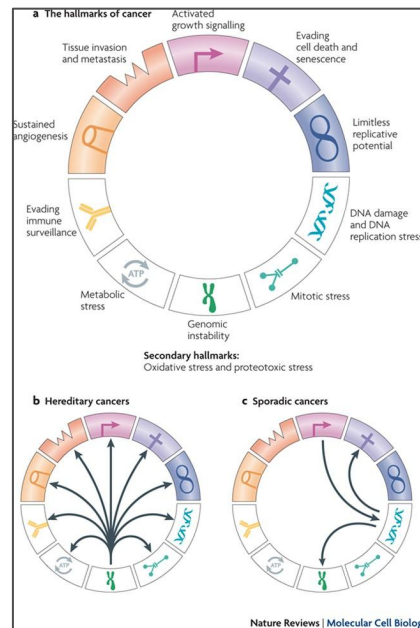 a The hallmarks of cancer
Activated
growth signalling
Evading
cell death and
senescence
Limitless
replicative
potential
DNA damage
and DNA
replication stress
Mitotic stress
Genomic
instability
Metabolic
stress
ATP
Evading
immune
surveillance
Sustained
angiogenesis
Tissue invasion
and metastasis
Secondary hallmarks:
Oxidative stress and proteotoxic stress
b Hereditary cancers
ATP
c Sporadic cancers
ATP
Nature Reviews | Molecular Cell Biolog